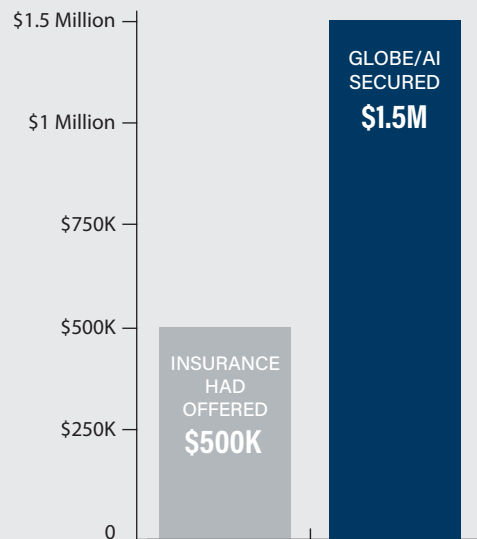 $1.5 Million
$1 Million
$750K
$500K
$250K
0
INSURANCE
HAD
OFFERED
$500K
GLOBE/AI
SECURED
$1.5M